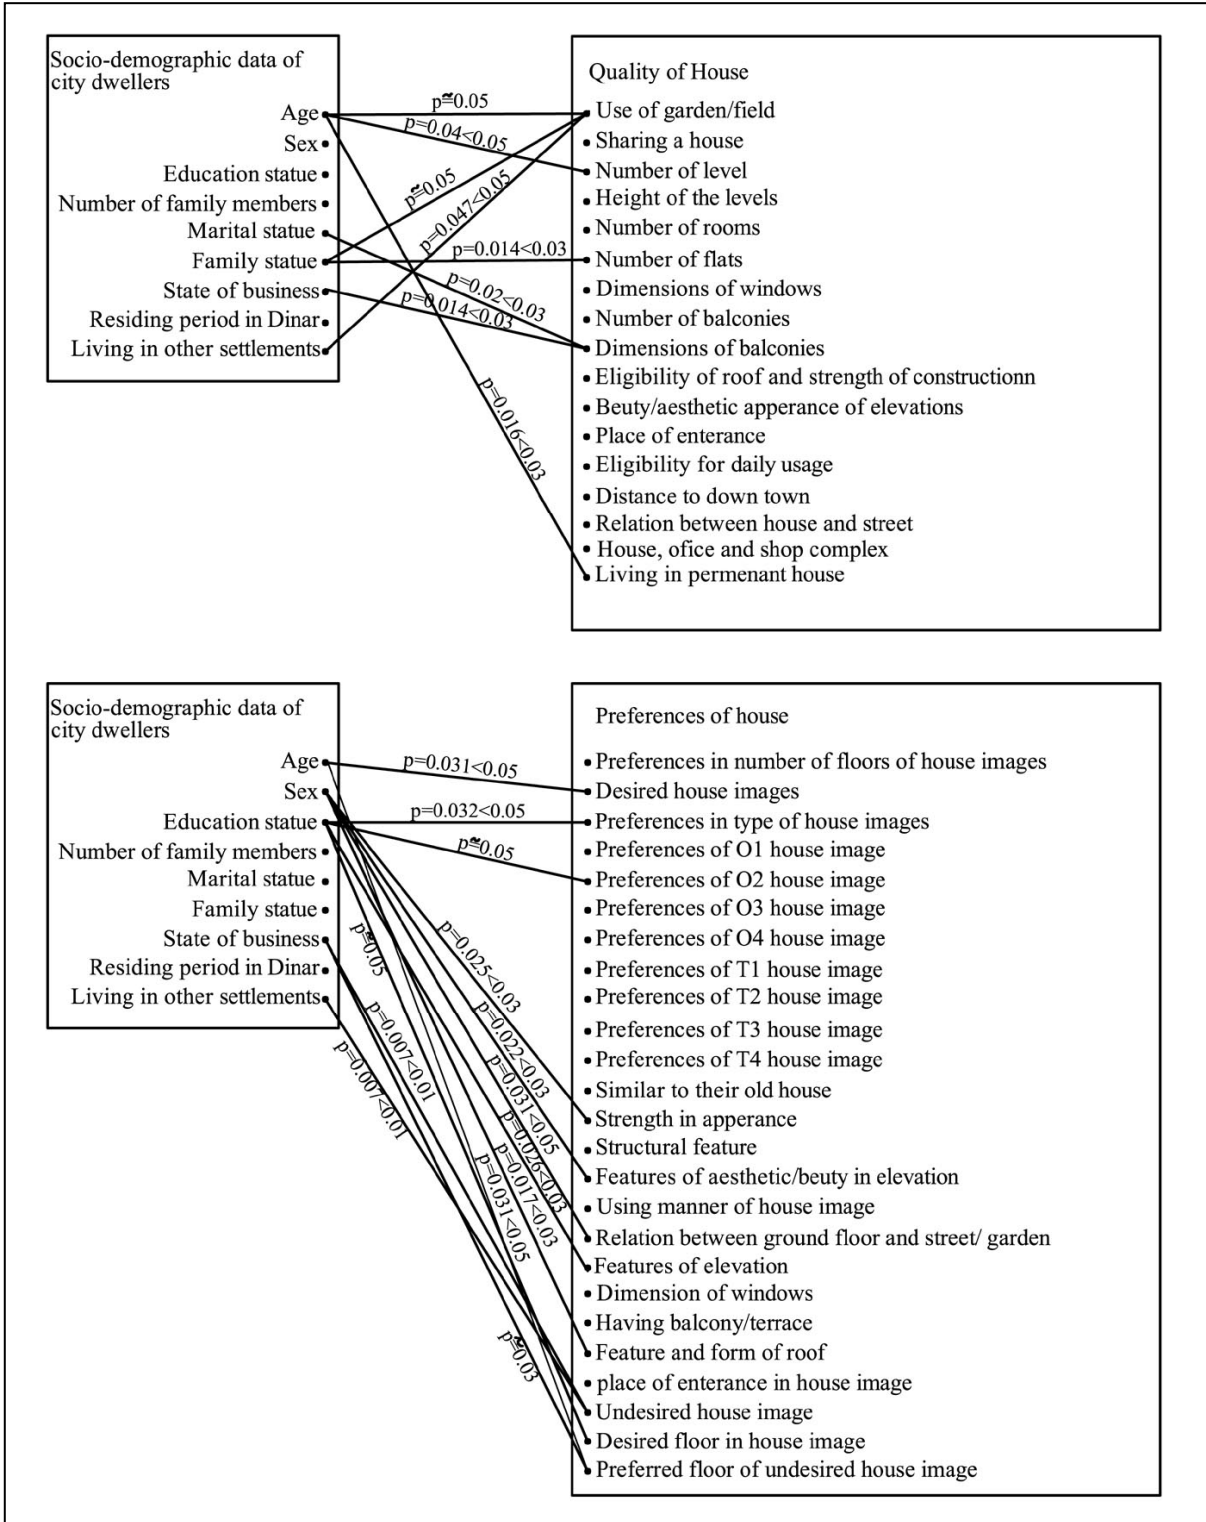 Socio-demographic data of
city dwellers
Age
Sex
Education statue
Number of family members
Marital statue
Family statue
State of business
Residing period in Dinar
Living in other settlements
p≅0.05
p=0.04<0.05
p≅0.05
p=0.047<0.05
p=0.014<0.03
p=0.02<0.03
p=0.014<0.03
p=0.016<0.03
Quality of House
Use of garden/field
Sharing a house
Number of level
Height of the levels
Number of rooms
Number of flats
Dimensions of windows
Number of balconies
Dimensions of balconies
Eligibility of roof and strength of constructionn
Beuty/aesthetic apperance of elevations
Place of enterance
Eligibility for daily usage
Distance to down town
Relation between house and street
House, ofice and shop complex
Living in permenant house
Socio-demographic data of
city dwellers
Age
Sex
Education statue
Number of family members
Marital statue
Family statue
State of business
Residing period in Dinar
Living in other settlements
p=0.031<0.05
p=0.032<0.05
p≅0.05
p=0.025<0.03
p≅0.05
p=0.022<0.03
p=0.007<0.01
p=0.031<0.05
p=0.007<0.01
p=0.026<0.03
p=0.017<0.03
p=0.031<0.05
p≅0.03
Preferences of house
Preferences in number of floors of house images
Desired house images
Preferences in type of house images
Preferences of O1 house image
Preferences of O2 house image
Preferences of O3 house image
Preferences of O4 house image
Preferences of T1 house image
Preferences of T2 house image
Preferences of T3 house image
Preferences of T4 house image
Similar to their old house
Strength in apperance
Structural feature
Features of aesthetic/beuty in elevation
Using manner of house image
Relation between ground floor and street/ garden
Features of elevation
Dimension of windows
Having balcony/terrace
Feature and form of roof
place of enterance in house image
Undesired house image
Desired floor in house image
Preferred floor of undesired house image